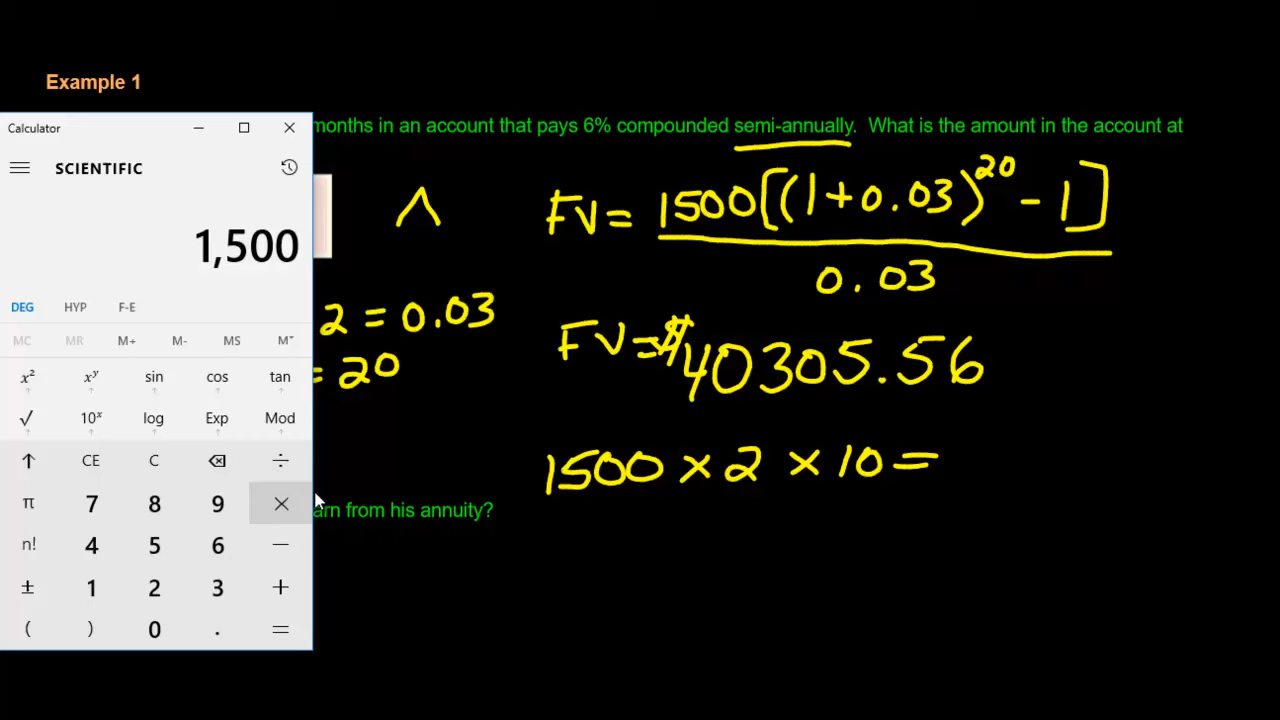 Example 1
months in an account that pays 6% compounded semi-annually. What is the amount in the account at
Calculator
SCIENTIFIC
1,500
DEG HYP F-E
MC MR M+ M- MS M˅
x² xʸ sin cos tan
√ 10ˣ log Exp Mod
↑ CE C ⌫ ÷
π 7 8 9 ×
n! 4 5 6 −
± 1 2 3 +
( ) 0 . =
FV = 1500[(1+0.03)²⁰ - 1]
0.03
2 = 0.03
= 20
FV = $40305.56
1500 × 2 × 10 =
arn from his annuity?